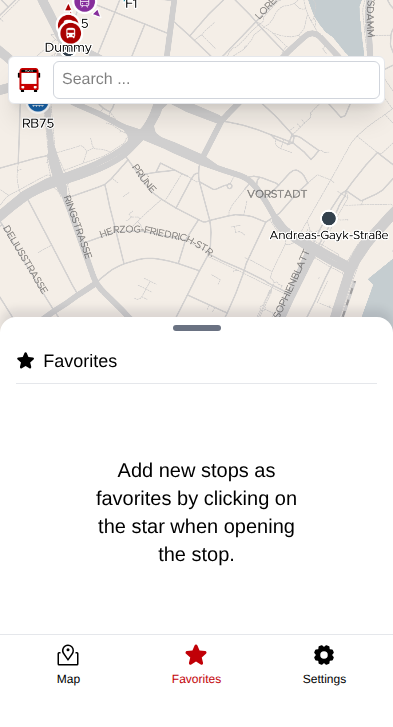 F1
5
Dummy
Search ...
RB75
PRÜNE
VORSTADT
RINGSTRASSE
HERZOG-FRIEDRICH-STR.
Andreas-Gayk-Straße
DELIUSSTRASSE
SOPHIENBLATT
Favorites
Add new stops as
favorites by clicking on
the star when opening
the stop.
Map
Favorites
Settings